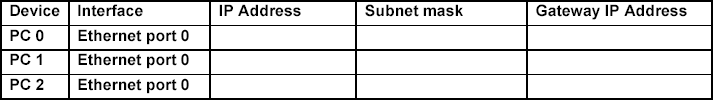 Device Interface IP Address Subnet mask Gateway IP Address
PC 0 Ethernet port 0
PC 1 Ethernet port 0
PC 2 Ethernet port 0